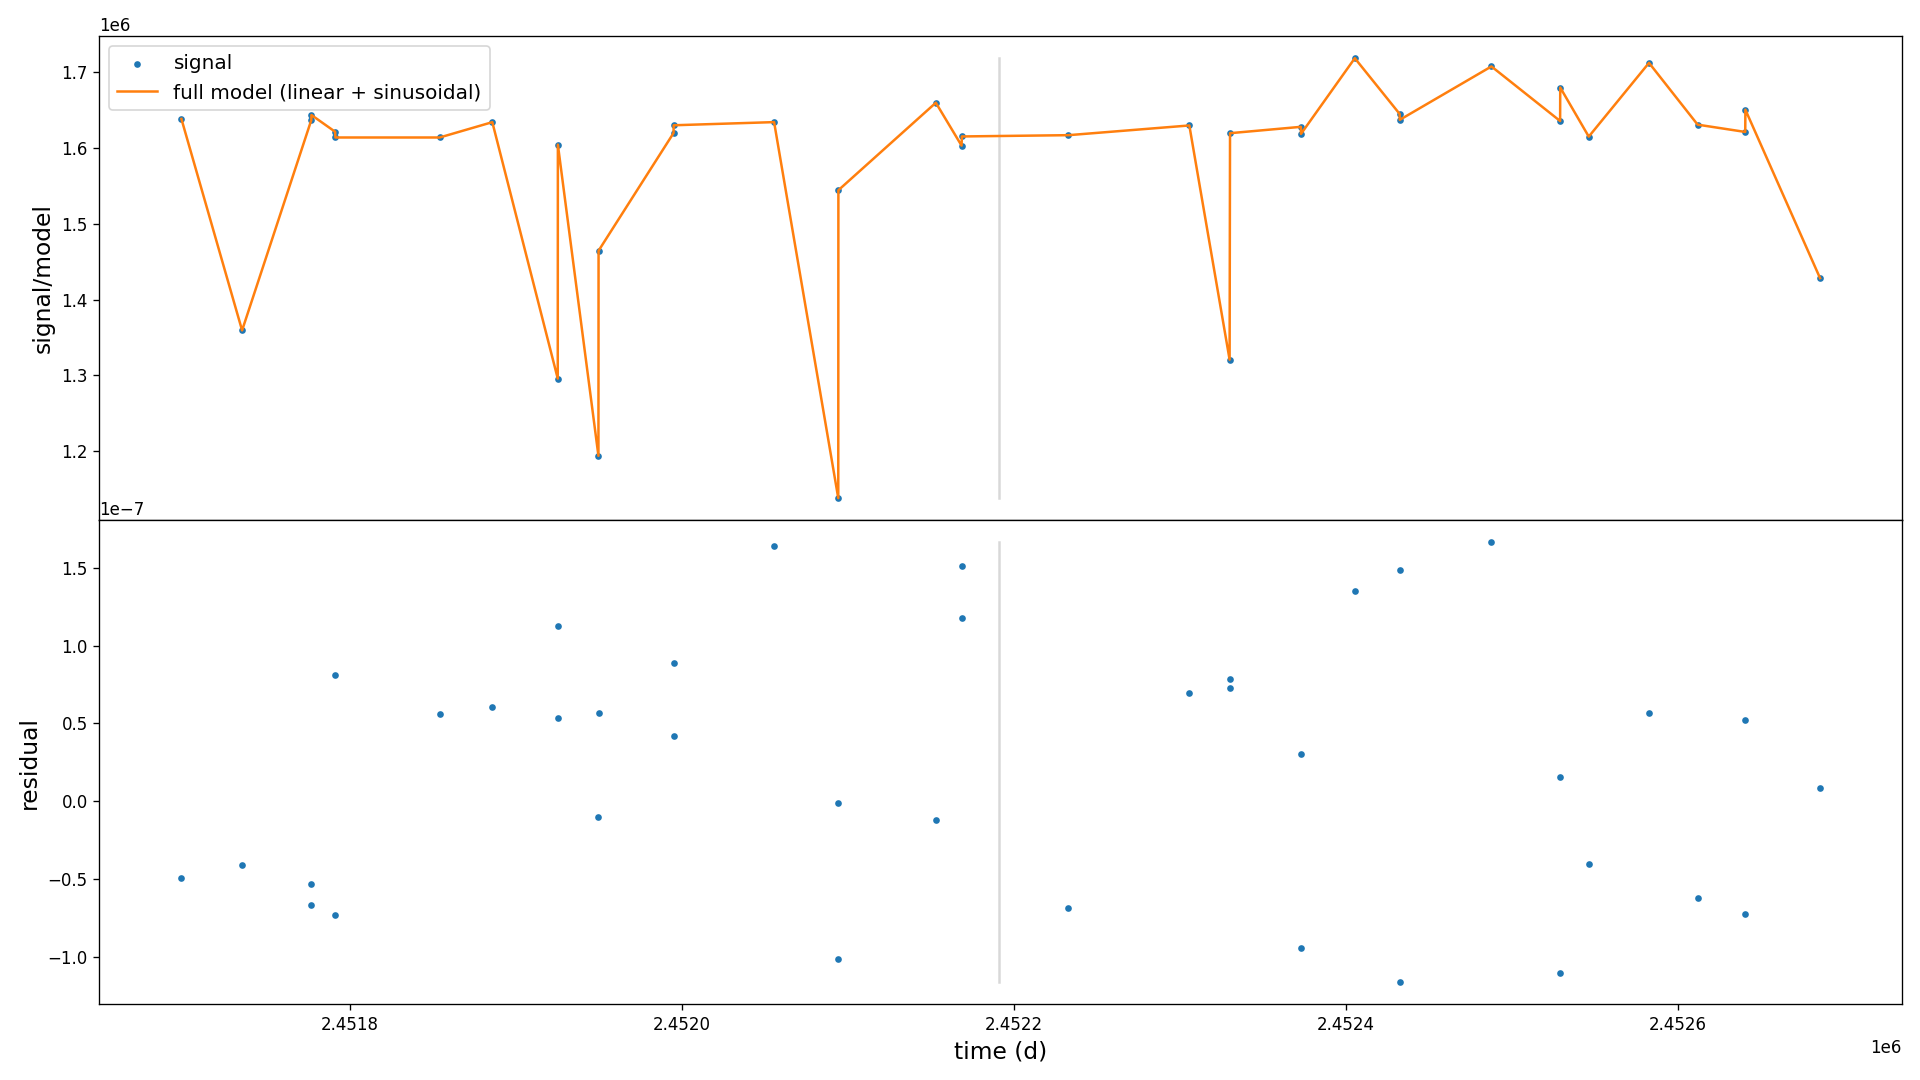 1e6
signal
full model (linear + sinusoidal)
1.7
1.6
1.5
1.4
1.3
1.2
signal/model
1e−7
1.5
1.0
0.5
0.0
−0.5
−1.0
residual
2.4518
2.4520
2.4522
2.4524
2.4526
1e6
time (d)